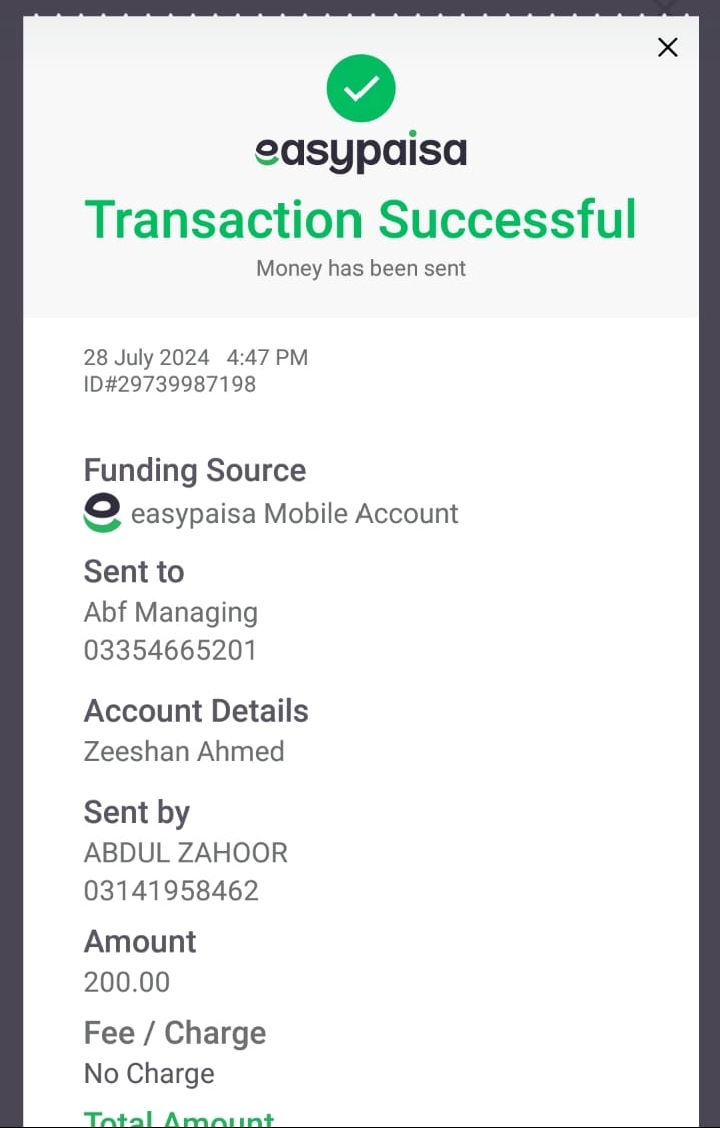 easypaisa
Transaction Successful
Money has been sent
28 July 2024 4:47 PM
ID#29739987198
Funding Source
easypaisa Mobile Account
Sent to
Abf Managing
03354665201
Account Details
Zeeshan Ahmed
Sent by
ABDUL ZAHOOR
03141958462
Amount
200.00
Fee / Charge
No Charge
Total Amount